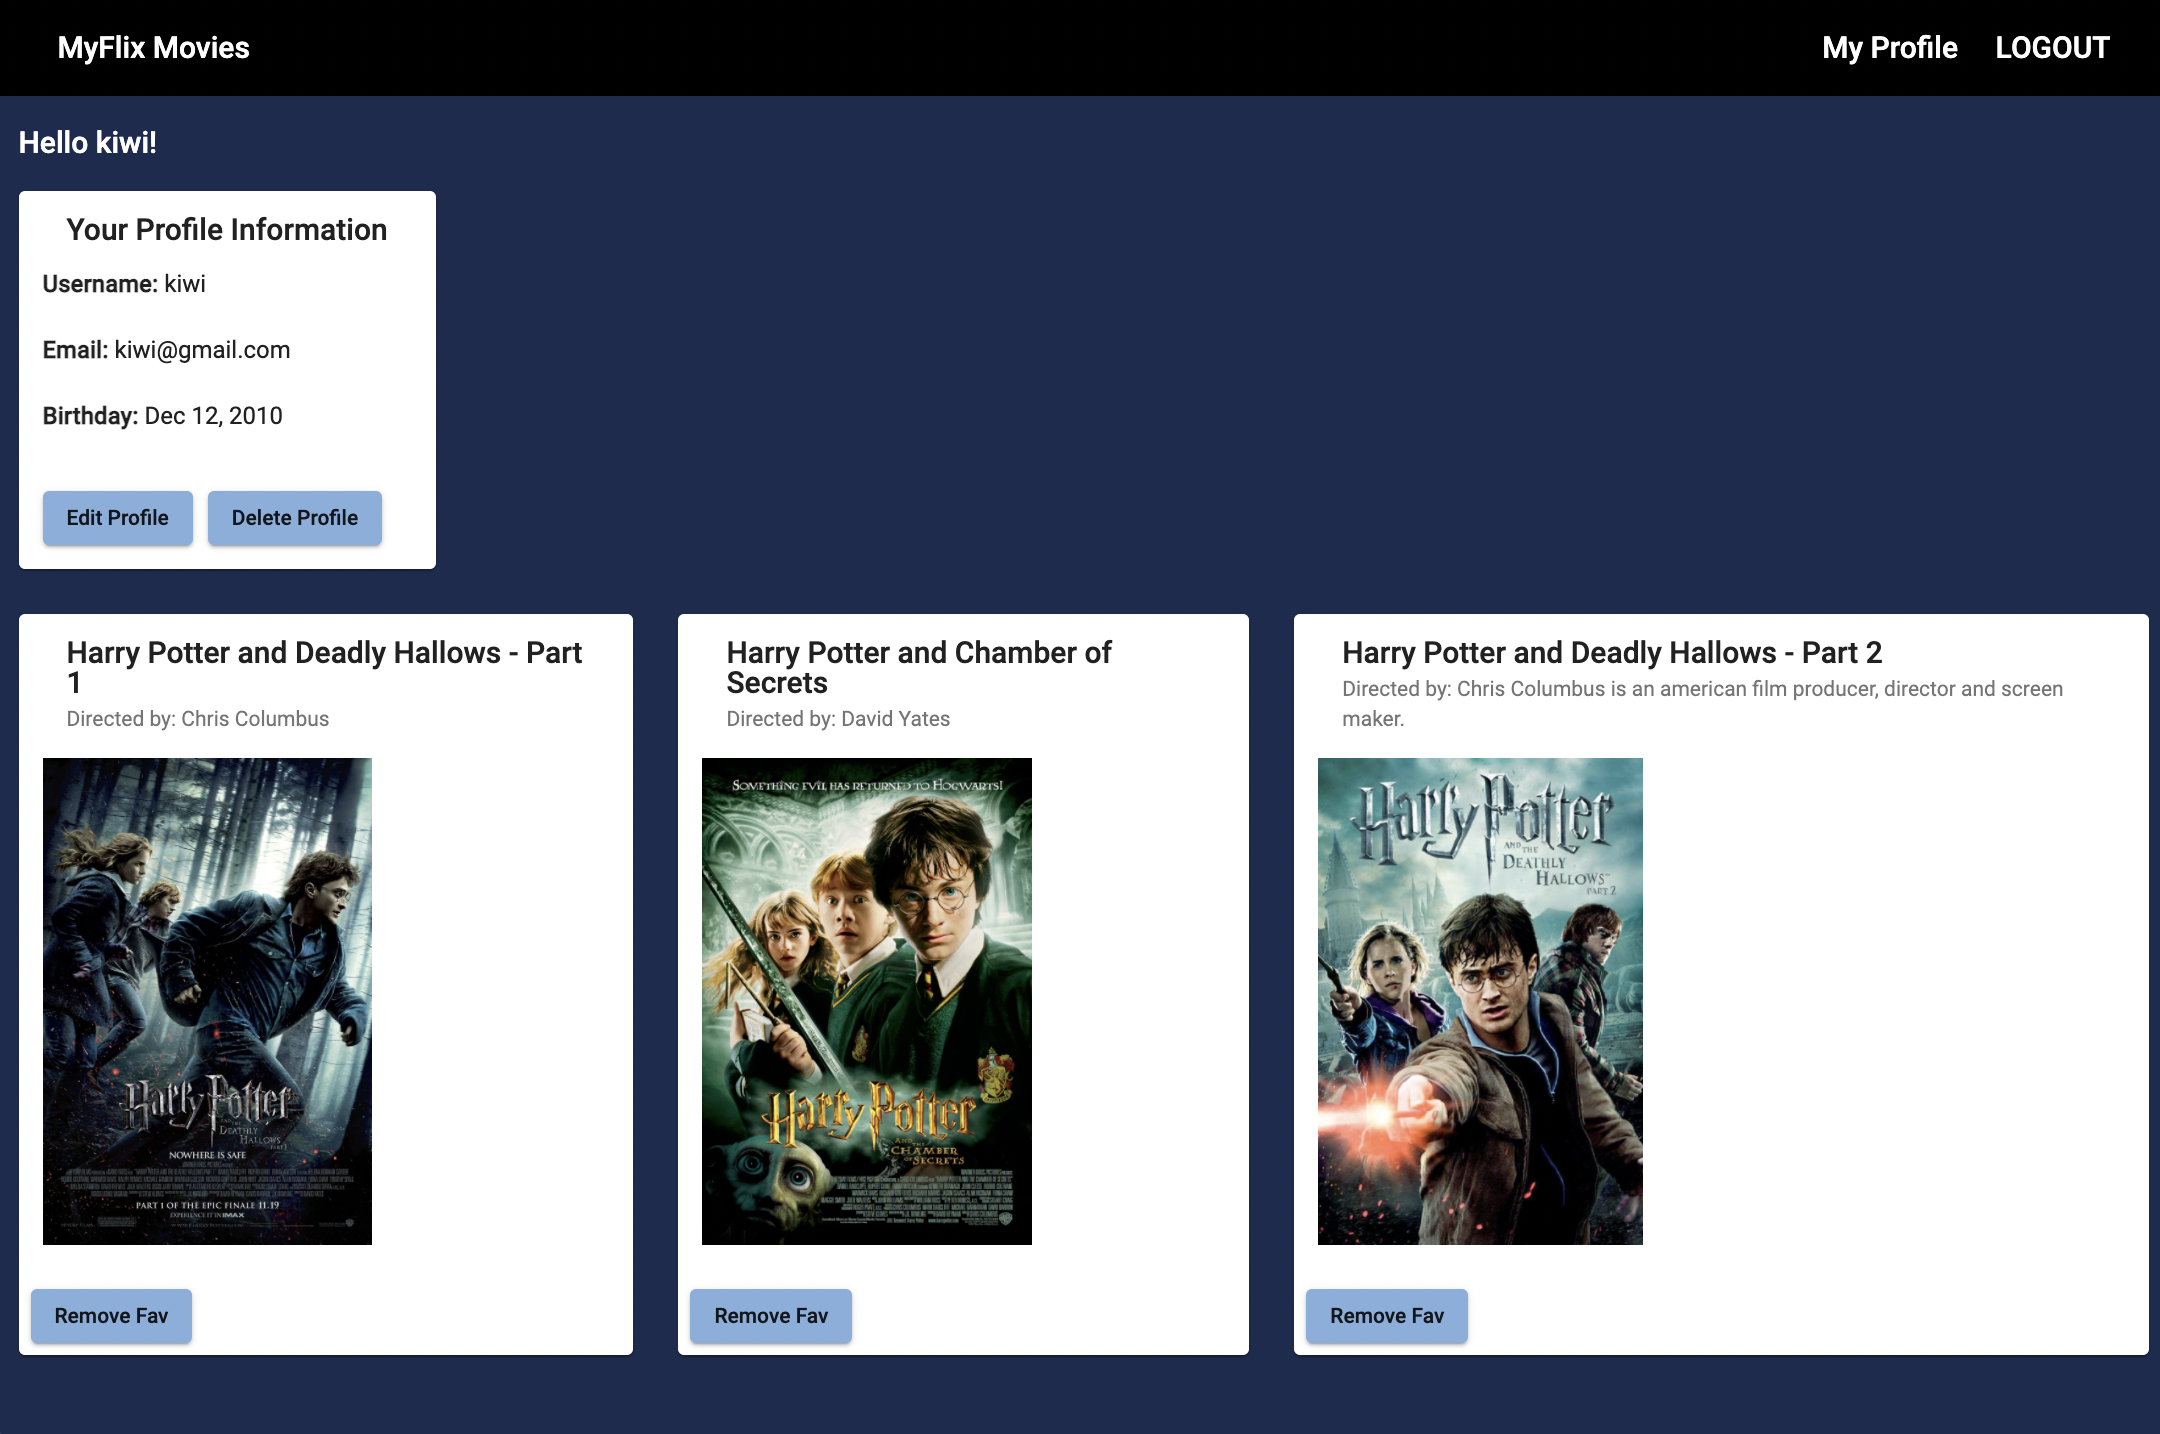 MyFlix Movies
My Profile LOGOUT
Hello kiwi!
Your Profile Information
Username: kiwi
Email: kiwi@gmail.com
Birthday: Dec 12, 2010
Edit Profile Delete Profile
Harry Potter and Deadly Hallows - Part
1
Directed by: Chris Columbus
Harry Potter
AND THE
DEATHLY
HALLOWS
PART 1
NOWHERE IS SAFE
PART 1 OF THE EPIC FINALE 11.19
EXPERIENCE IT IN IMAX
Remove Fav
Harry Potter and Chamber of
Secrets
Directed by: David Yates
SOMETHING EVIL HAS RETURNED TO HOGWARTS!
Harry Potter
AND THE
CHAMBER
OF SECRETS
Remove Fav
Harry Potter and Deadly Hallows - Part 2
Directed by: Chris Columbus is an american film producer, director and screen
maker.
Harry Potter
AND THE
DEATHLY
HALLOWS
PART 2
Remove Fav